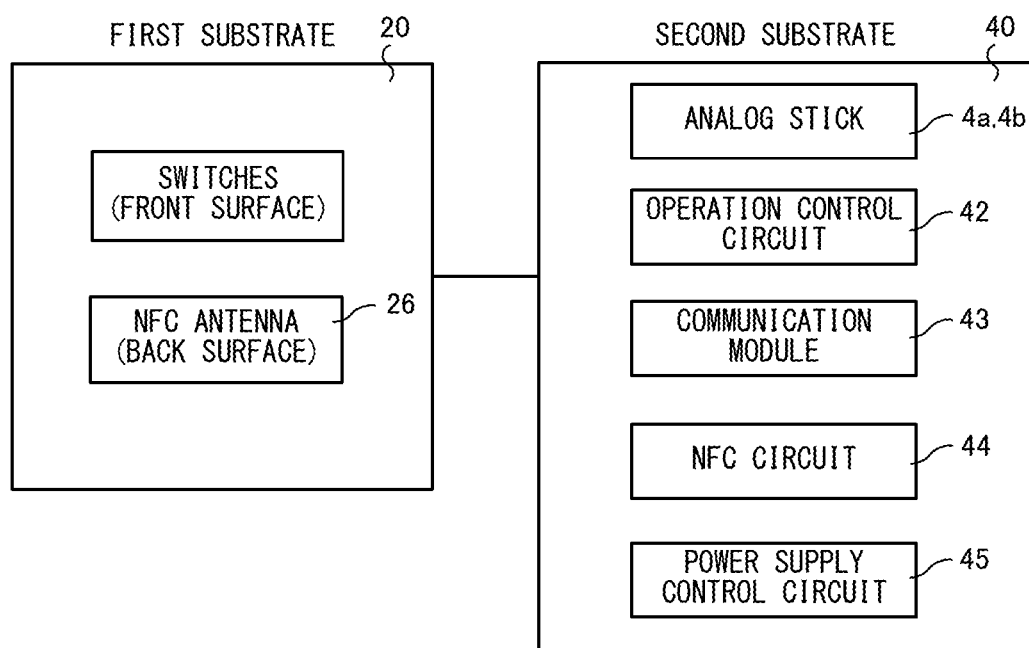 FIRST SUBSTRATE
20
SWITCHES
(FRONT SURFACE)
NFC ANTENNA
(BACK SURFACE)
26
SECOND SUBSTRATE
40
ANALOG STICK
4a,4b
OPERATION CONTROL
CIRCUIT
42
COMMUNICATION
MODULE
43
NFC CIRCUIT
44
POWER SUPPLY
CONTROL CIRCUIT
45